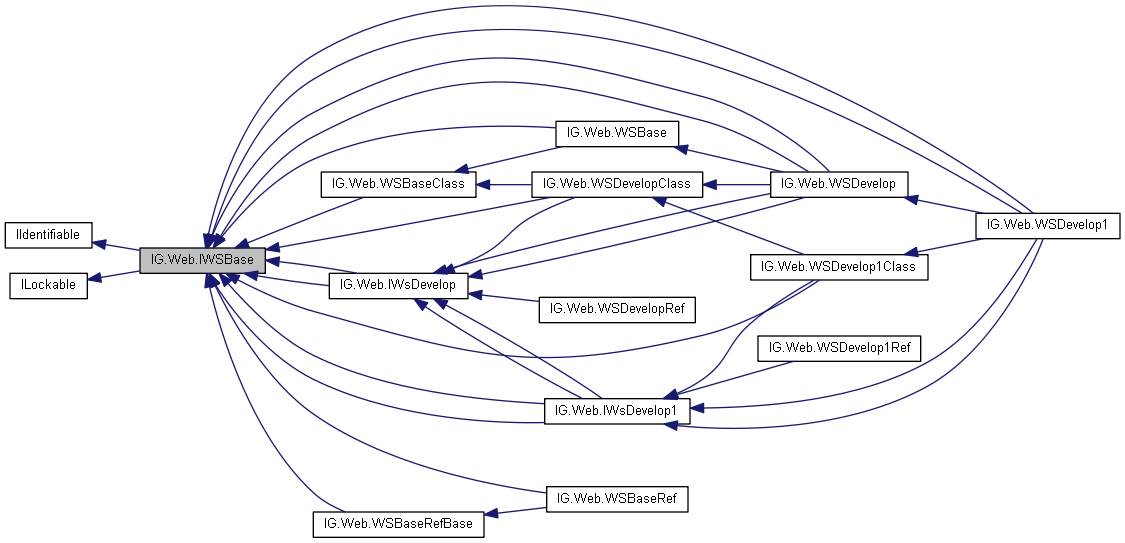 IIdentifiable
ILockable
IG.Web.IWSBase
IG.Web.WSBaseClass
IG.Web.IWsDevelop
IG.Web.WSBaseRefBase
IG.Web.WSBase
IG.Web.WSDevelopClass
IG.Web.WSDevelopRef
IG.Web.IWsDevelop1
IG.Web.WSBaseRef
IG.Web.WSDevelop
IG.Web.WSDevelop1Class
IG.Web.WSDevelop1Ref
IG.Web.WSDevelop1